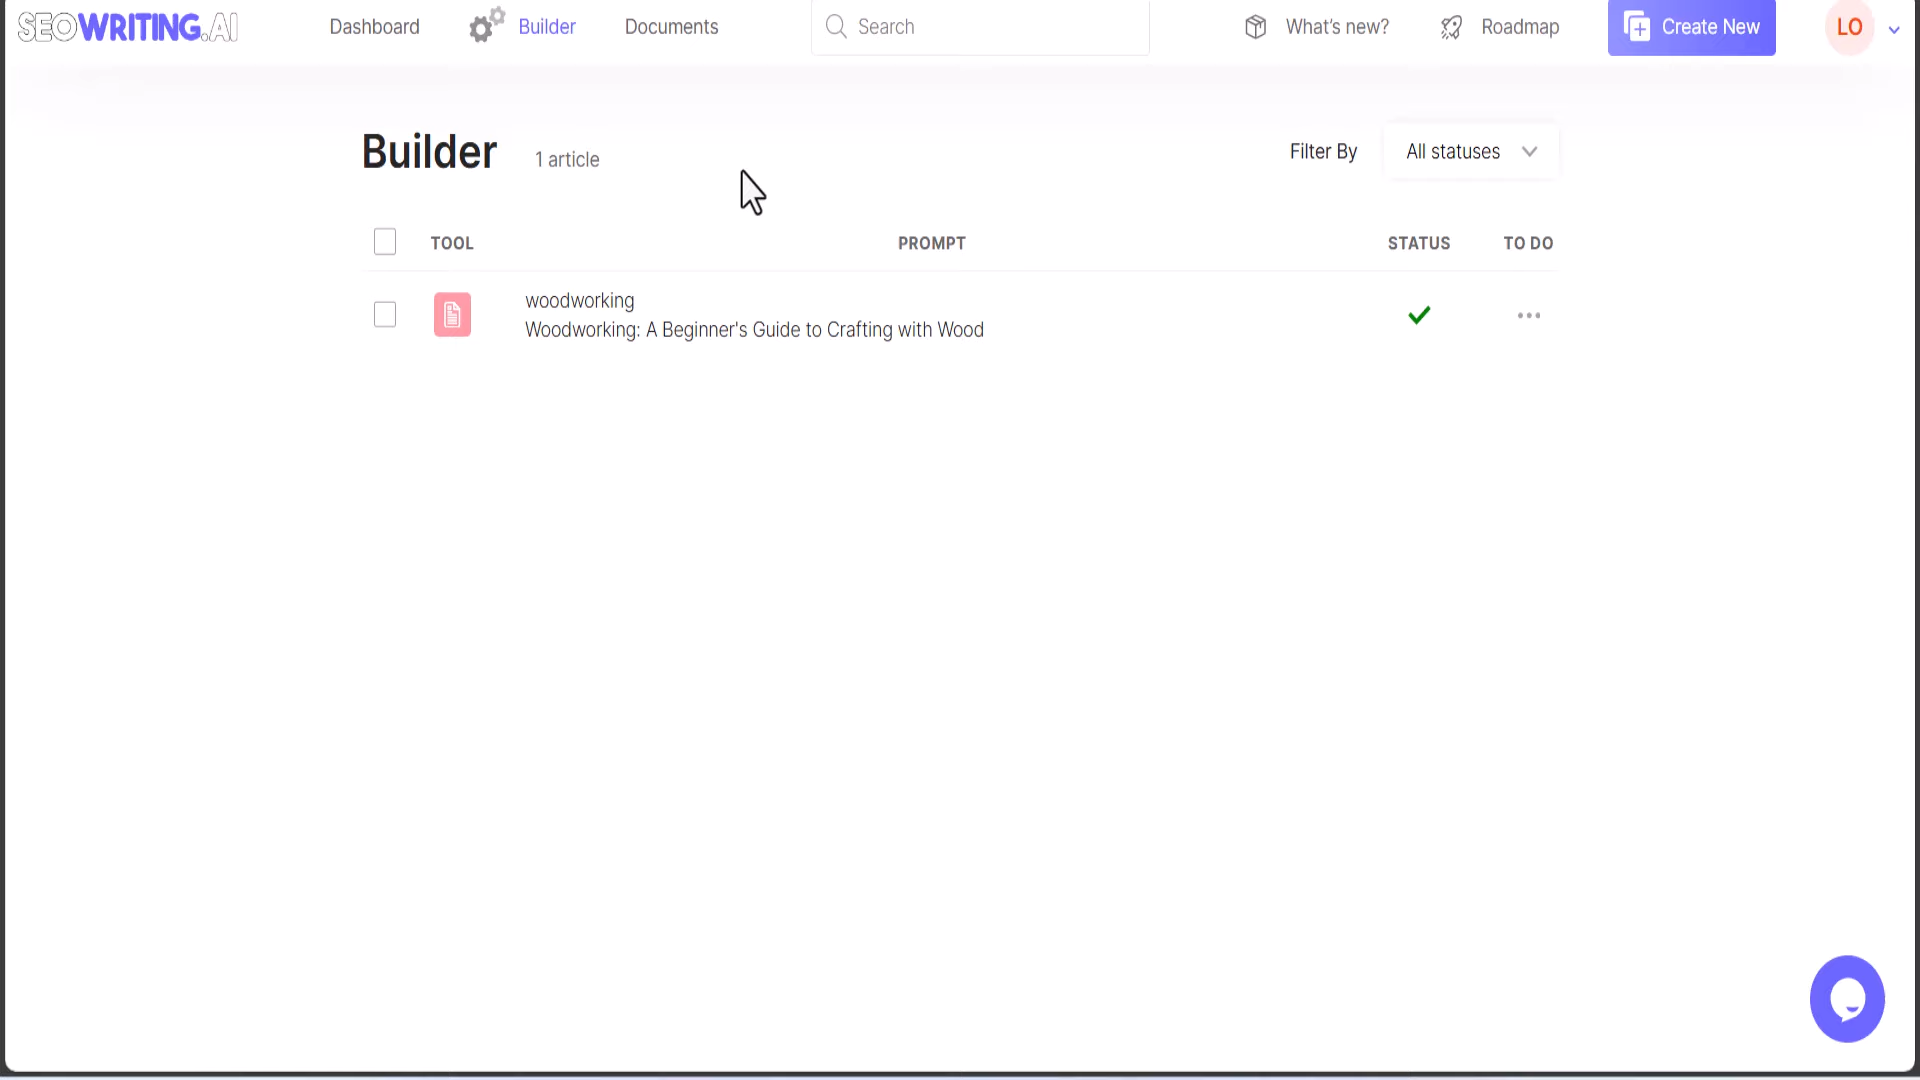 SEOWRITING.AI Dashboard Builder Documents Search What's new? Roadmap Create New LO
Builder 1 article Filter By All statuses
TOOL PROMPT STATUS TO DO
woodworking
Woodworking: A Beginner's Guide to Crafting with Wood